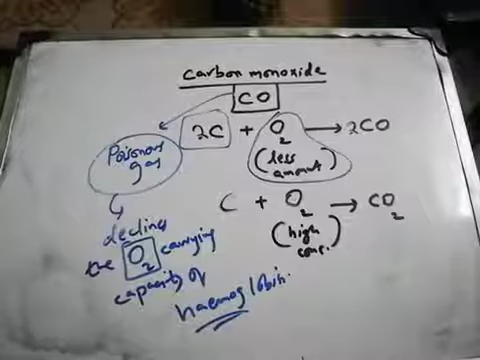 Carbon monoxide
CO
2C + O2 → 2CO
(less amount)
Poisonous gas
C + O2 → CO2
(high conc.)
declines
the O2 carrying
capacity of
haemoglobin.